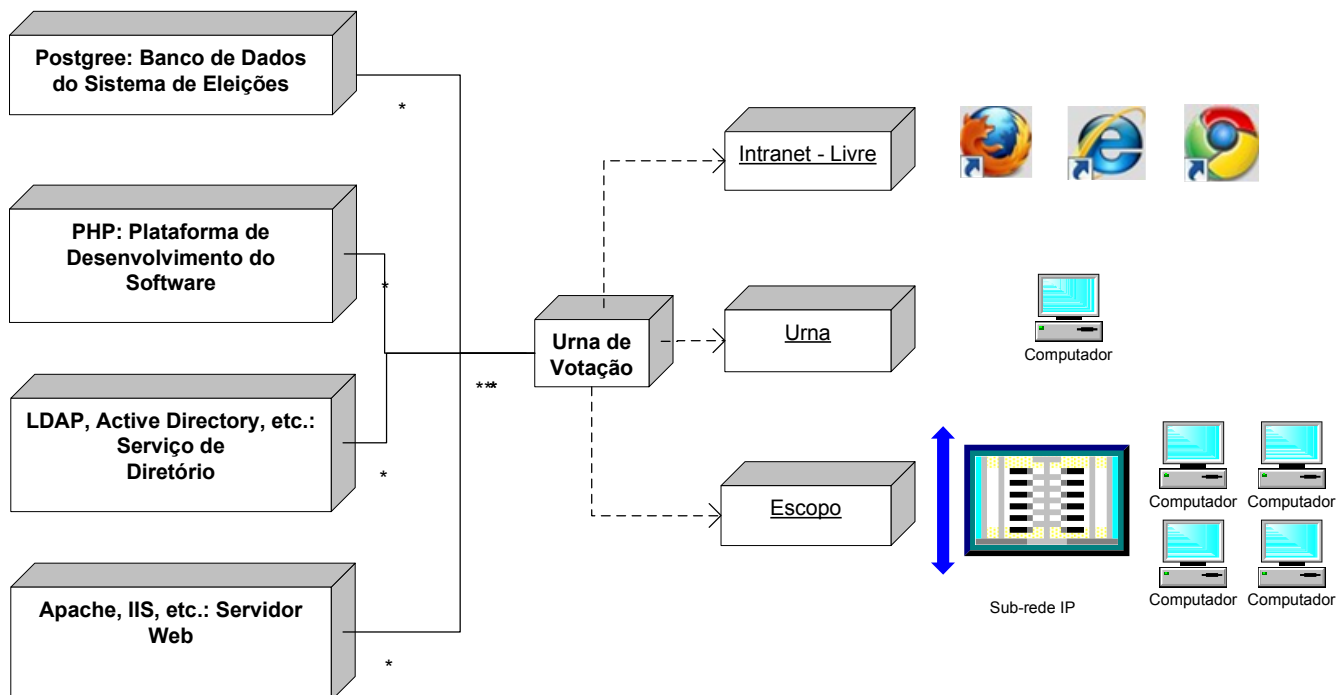 Postgree: Banco de Dados
do Sistema de Eleições
*
PHP: Plataforma de
Desenvolvimento do
Software
*
LDAP, Active Directory, etc.:
Serviço de
Diretório
*
Apache, IIS, etc.: Servidor
Web
*
Urna de
Votação
***
Intranet - Livre
Urna
Computador
Escopo
Sub-rede IP
Computador
Computador
Computador
Computador